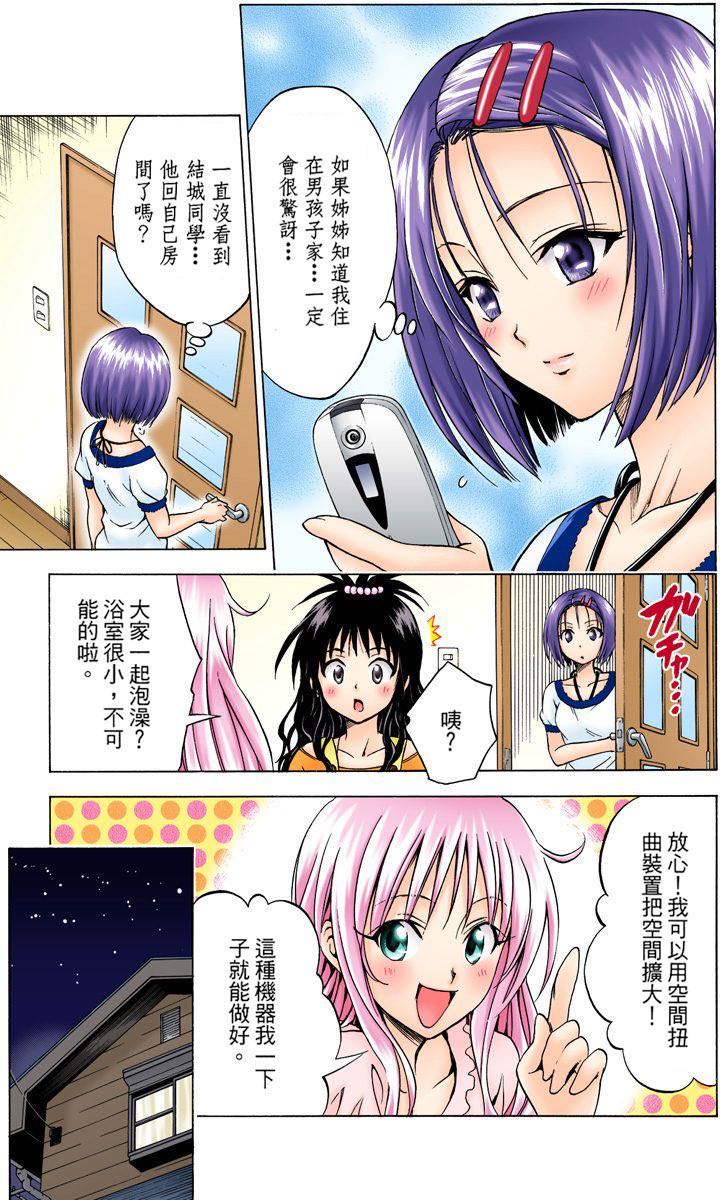 如果姊姊知道我住
在男孩子家…一定
會很驚訝…
一直沒看到
結城同學…
他回自己房
間了嗎？
ガチャ…
咦？
大家一起泡澡？
浴室很小，不可
能的啦。
放心！我可以用空間扭
曲裝置把空間擴大！
這種機器我一下
子就能做好。